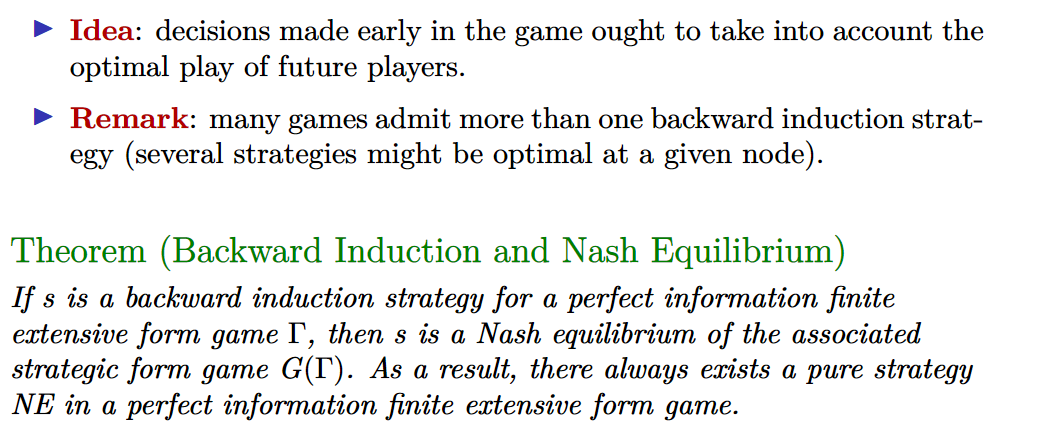 ▶ Idea: decisions made early in the game ought to take into account the
optimal play of future players.
▶ Remark: many games admit more than one backward induction strat-
egy (several strategies might be optimal at a given node).
Theorem (Backward Induction and Nash Equilibrium)
If s is a backward induction strategy for a perfect information finite
extensive form game Γ, then s is a Nash equilibrium of the associated
strategic form game G(Γ). As a result, there always exists a pure strategy
NE in a perfect information finite extensive form game.